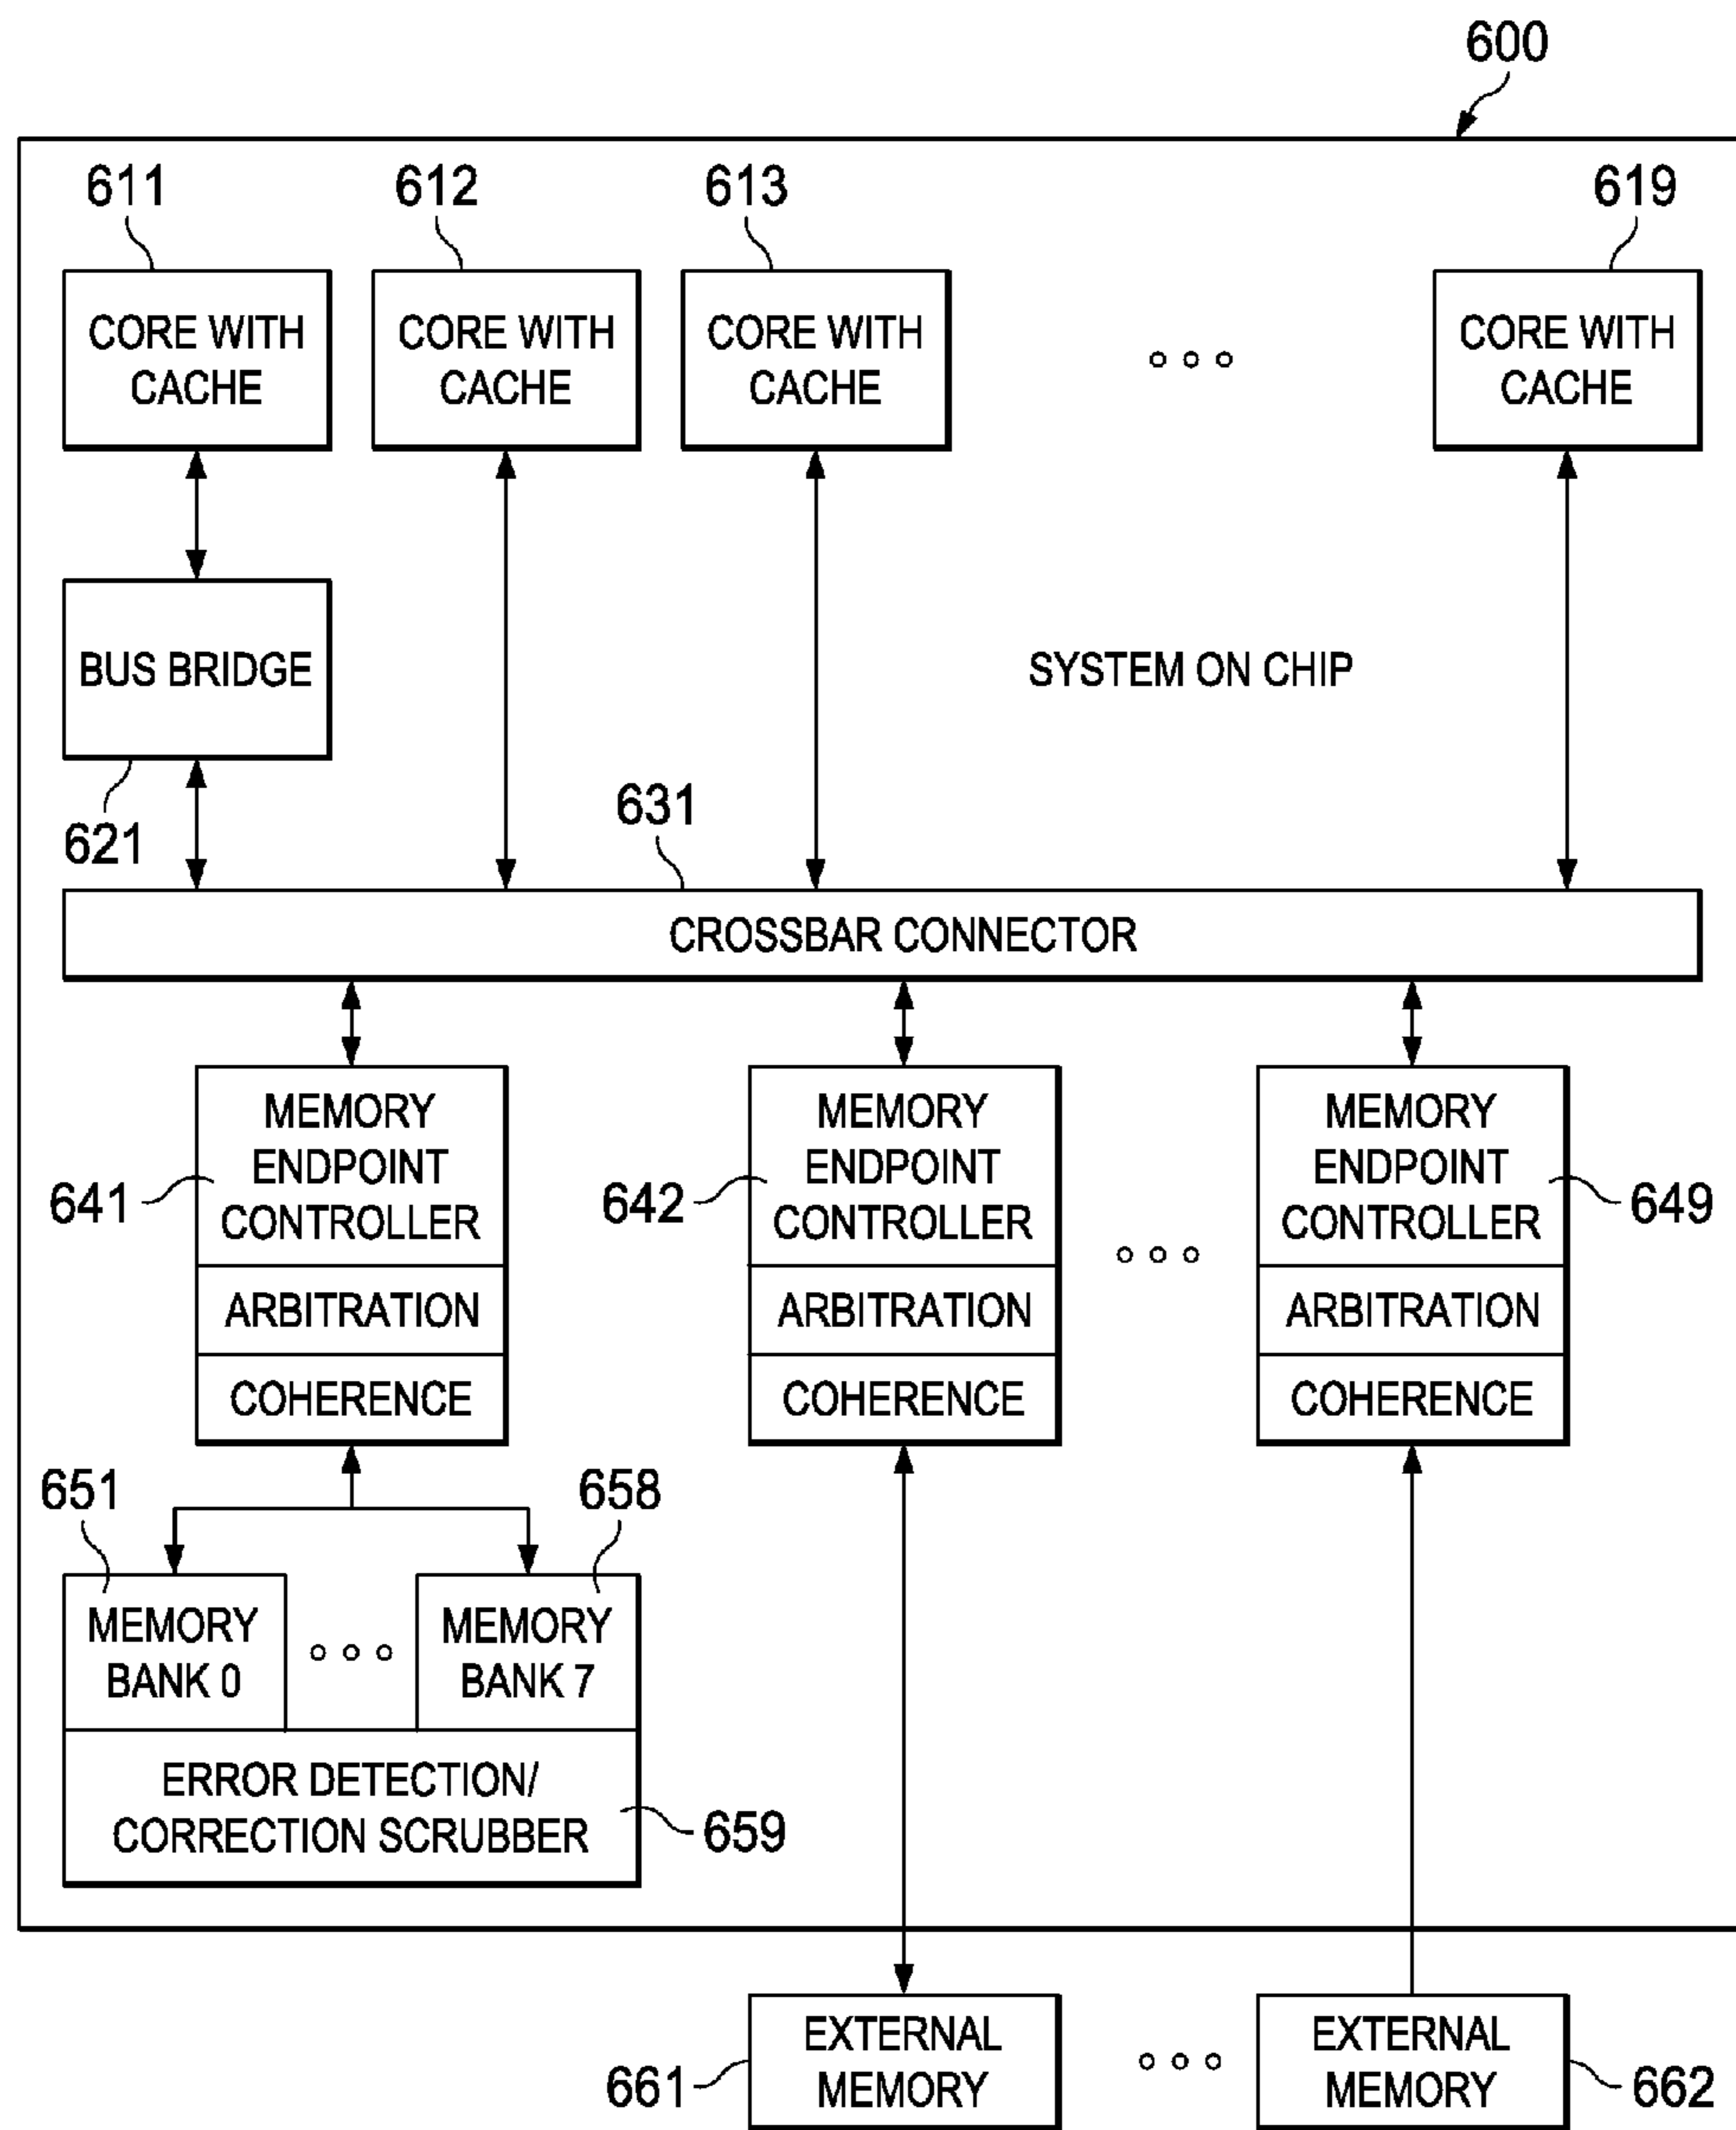 600
611
612
613
619
CORE WITH
CACHE
CORE WITH
CACHE
CORE WITH
CACHE
CORE WITH
CACHE
BUS BRIDGE
SYSTEM ON CHIP
621
631
CROSSBAR CONNECTOR
MEMORY
ENDPOINT
CONTROLLER
ARBITRATION
COHERENCE
641
MEMORY
ENDPOINT
CONTROLLER
ARBITRATION
COHERENCE
642
MEMORY
ENDPOINT
CONTROLLER
ARBITRATION
COHERENCE
649
651
658
MEMORY
BANK 0
MEMORY
BANK 7
ERROR DETECTION/
CORRECTION SCRUBBER
659
EXTERNAL
MEMORY
661
EXTERNAL
MEMORY
662